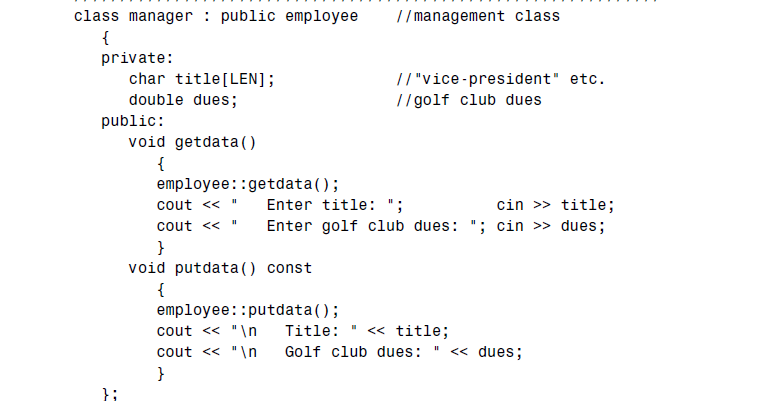 class manager : public employee    //management class
   {
   private:
      char title[LEN];             //"vice-president" etc.
      double dues;                 //golf club dues
   public:
      void getdata()
         {
         employee::getdata();
         cout << "   Enter title: ";          cin >> title;
         cout << "   Enter golf club dues: "; cin >> dues;
         }
      void putdata() const
         {
         employee::putdata();
         cout << "\n   Title: " << title;
         cout << "\n   Golf club dues: " << dues;
         }
   };